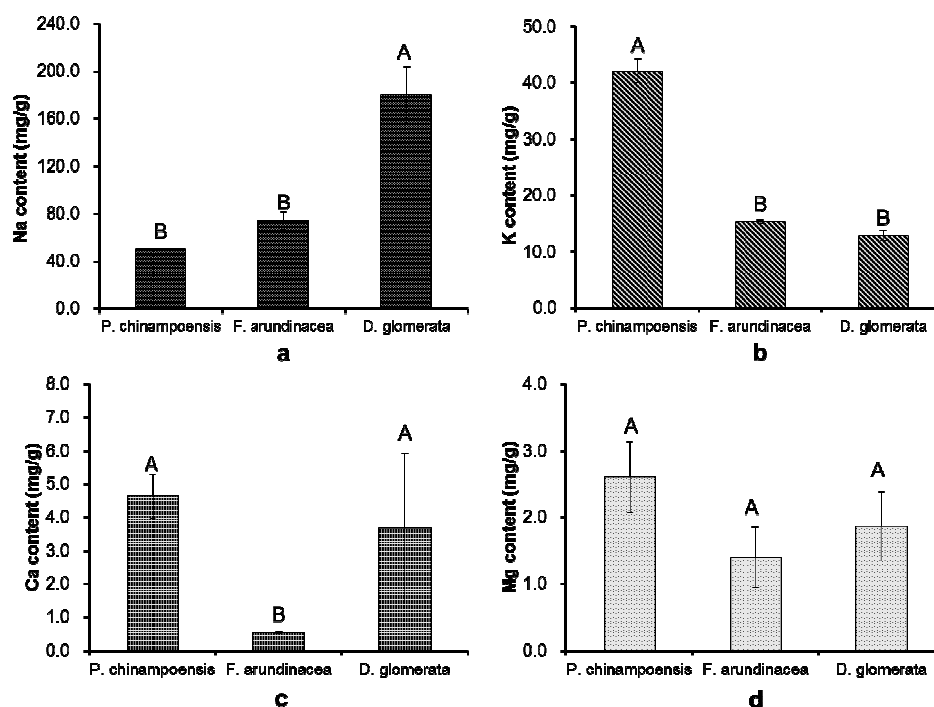 Na content (mg/g)
240.0
200.0
160.0
120.0
80.0
40.0
0.0
B
B
A
P. chinampoensis F. arundinacea D. glomerata
a
K content (mg/g)
50.0
40.0
30.0
20.0
10.0
0.0
A
B
B
P. chinampoensis F. arundinacea D. glomerata
b
Ca content (mg/g)
8.0
7.0
6.0
5.0
4.0
3.0
2.0
1.0
0.0
A
B
A
P. chinampoensis F. arundinacea D. glomerata
c
Mg content (mg/g)
4.0
3.0
2.0
1.0
0.0
A
A
A
P. chinampoensis F. arundinacea D. glomerata
d